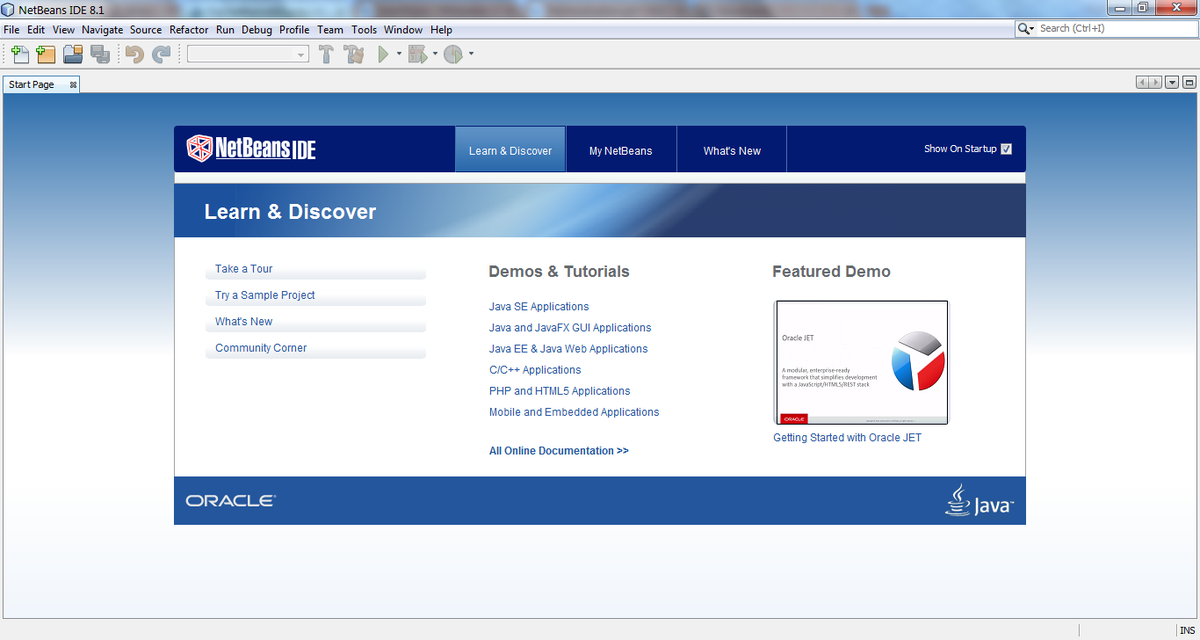 NetBeans IDE 8.1
File Edit View Navigate Source Refactor Run Debug Profile Team Tools Window Help
Search (Ctrl+I)
Start Page
NetBeans IDE
Learn & Discover
My NetBeans
What's New
Show On Startup
Learn & Discover
Take a Tour
Try a Sample Project
What's New
Community Corner
Demos & Tutorials
Java SE Applications
Java and JavaFX GUI Applications
Java EE & Java Web Applications
C/C++ Applications
PHP and HTML5 Applications
Mobile and Embedded Applications
All Online Documentation >>
Featured Demo
Oracle JET
A modular, enterprise-ready
framework that simplifies development
with a JavaScript/HTML5/REST stack
ORACLE
Getting Started with Oracle JET
ORACLE
Java™
INS